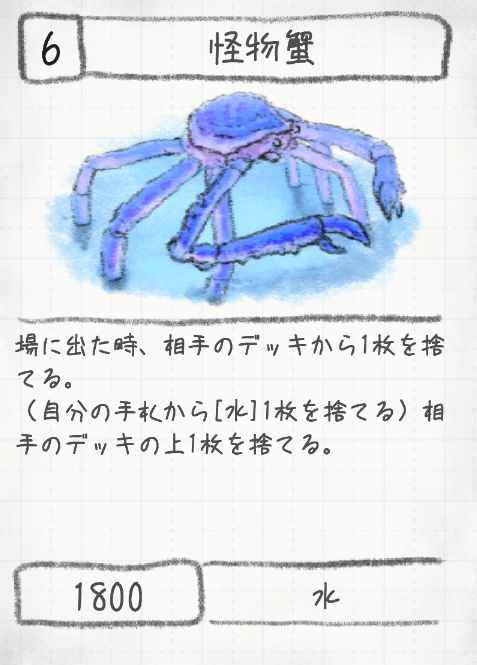 6
怪物蟹
場に出た時、相手のデッキから1枚を捨
てる。
（自分の手札から[水]1枚を捨てる）相
手のデッキの上1枚を捨てる。
1800
水